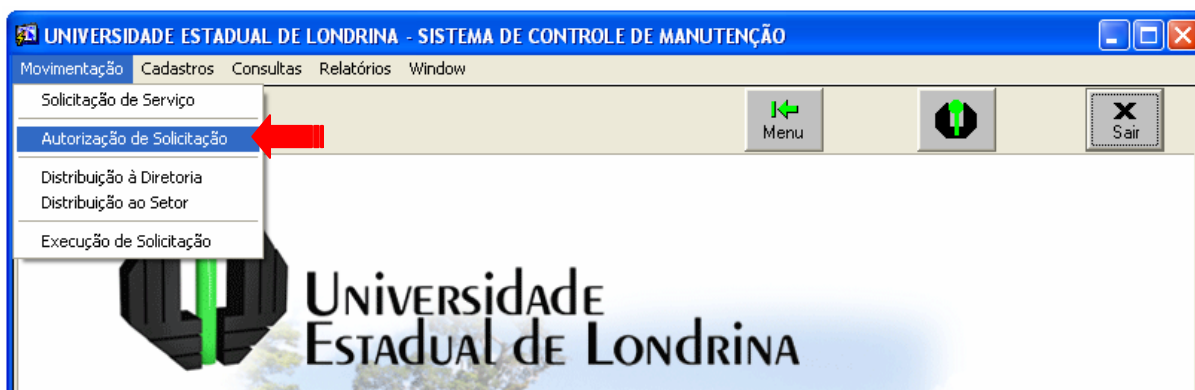 UNIVERSIDADE ESTADUAL DE LONDRINA - SISTEMA DE CONTROLE DE MANUTENÇÃO
Movimentação Cadastros Consultas Relatórios Window
Solicitação de Serviço
Autorização de Solicitação
Distribuição à Diretoria
Distribuição ao Setor
Execução de Solicitação
Menu
Sair
Universidade
Estadual de Londrina